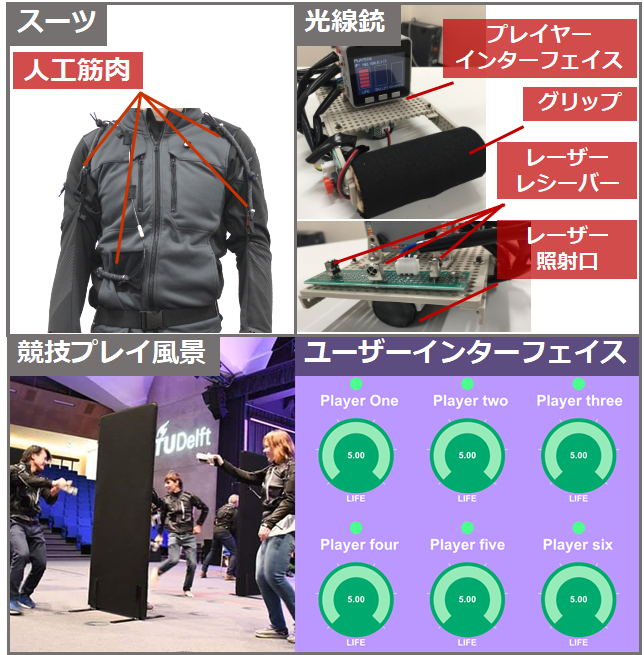 スーツ
人工筋肉
光線銃
プレイヤー
インターフェイス
グリップ
レーザー
レシーバー
レーザー
照射口
競技プレイ風景
TUDelft
ユーザーインターフェイス
Player One
Player two
Player three
5.00
5.00
5.00
LIFE
LIFE
LIFE
Player four
Player five
Player six
5.00
5.00
5.00
LIFE
LIFE
LIFE